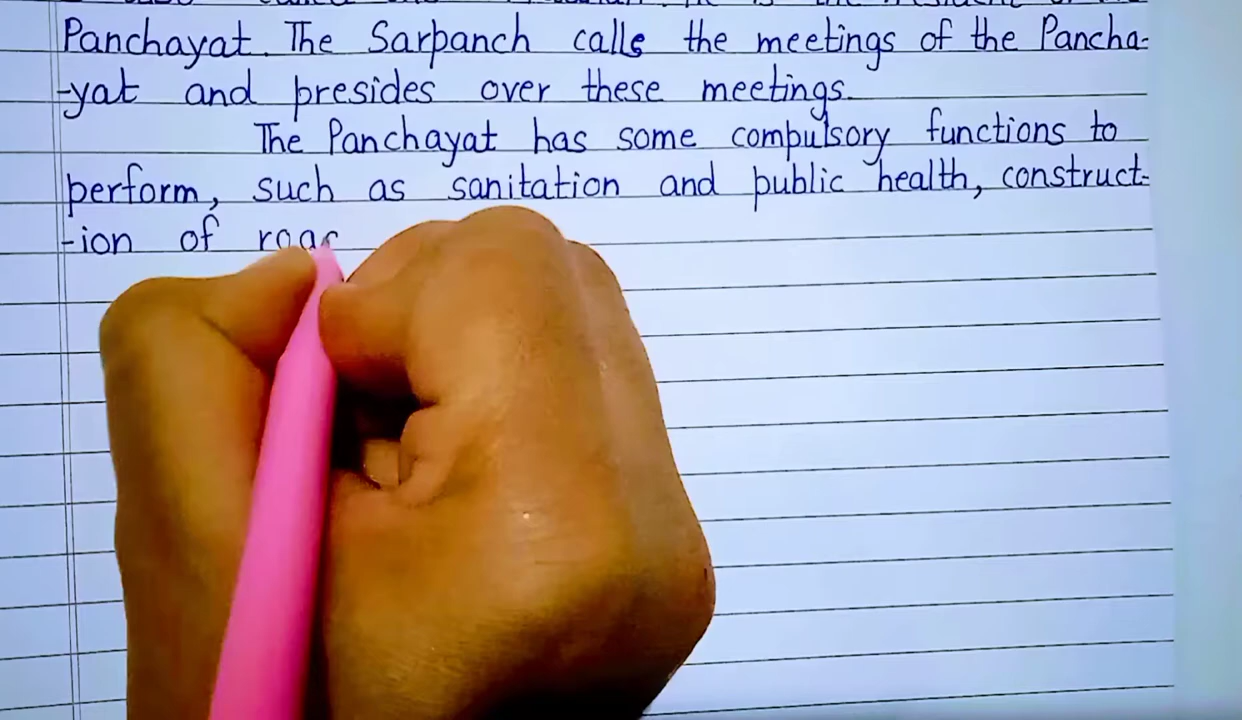 Panchayat. The Sarpanch calls the meetings of the Pancha-
-yat and presides over these meetings.
The Panchayat has some compulsory functions to
perform, such as sanitation and public health, construct-
-ion of roa